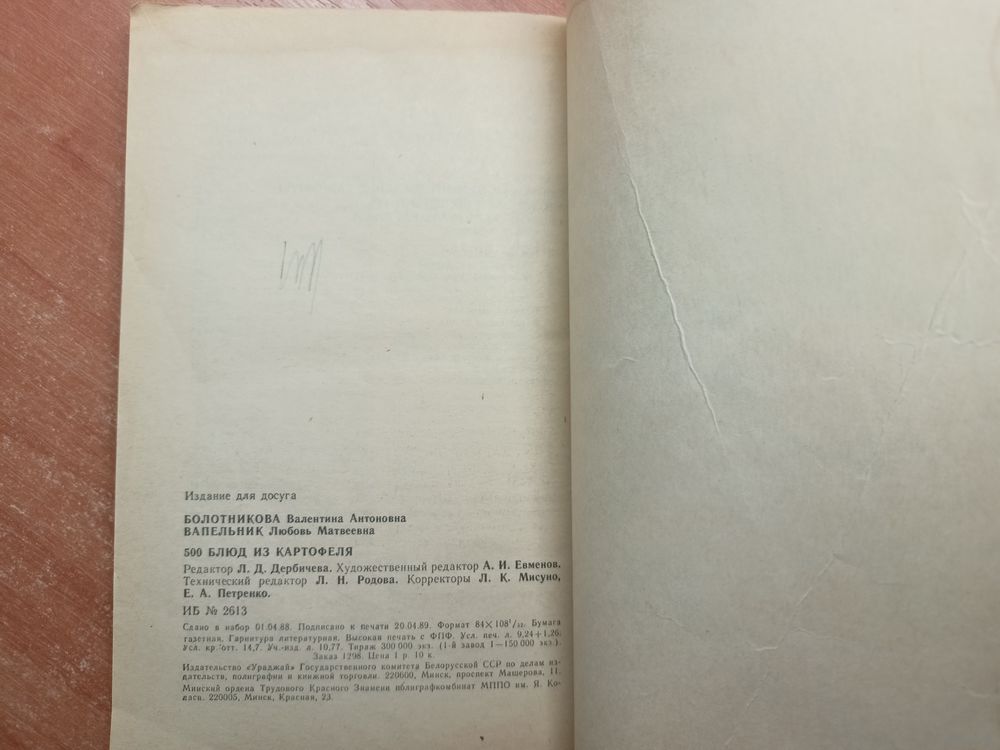 Издание для досуга
БОЛОТНИКОВА Валентина Антоновна
ВАПЕЛЬНИК Любовь Матвеевна
500 БЛЮД ИЗ КАРТОФЕЛЯ
Редактор Л. Д. Дербичева. Художественный редактор А. И. Евменов.
Технический редактор Л. Н. Родова. Корректоры Л. К. Мисуно,
Е. А. Петренко.
ИБ № 2613
Сдано в набор 01.04.88. Подписано к печати 20.04.89. Формат 84×108¹/₃₂. Бумага
газетная. Гарнитура литературная. Высокая печать с ФПФ. Усл. печ. л. 9,24+1,26.
Усл. кр.-отт. 14,7. Уч.-изд. л. 10,77. Тираж 300 000 экз. (1-й завод 1—150 000 экз.).
Заказ 1298. Цена 1 р. 10 к.
Издательство «Ураджай» Государственного комитета Белорусской ССР по делам из-
дательств, полиграфии и книжной торговли. 220600, Минск, проспект Машерова, 11.
Минский ордена Трудового Красного Знамени полиграфкомбинат МППО им. Я. Ко-
ласа. 220005, Минск, Красная, 23.